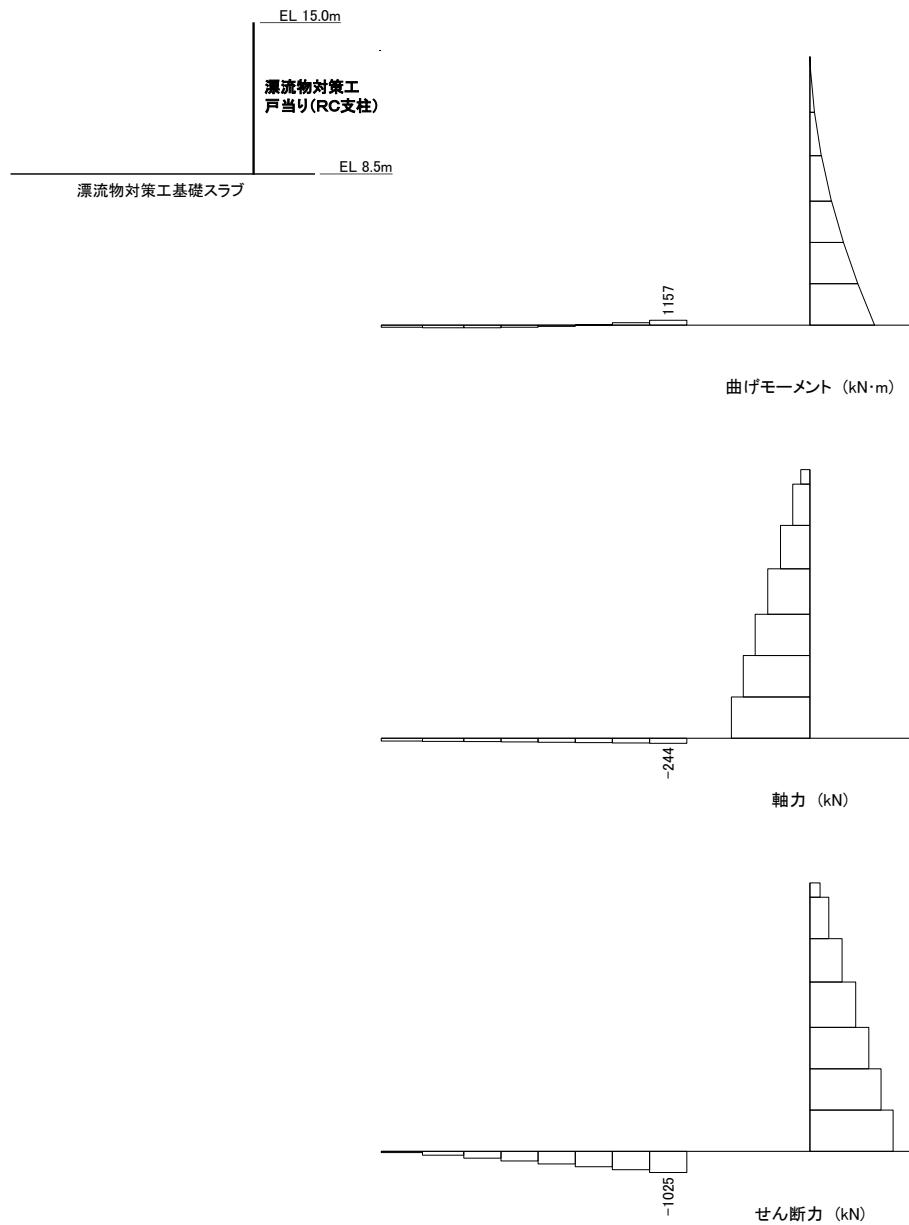 EL 15.0m
漂流物対策工
戸当り(RC支柱)
EL 8.5m
漂流物対策工基礎スラブ
1157
曲げモーメント (kN・m)
-244
軸力 (kN)
-1025
せん断力 (kN)